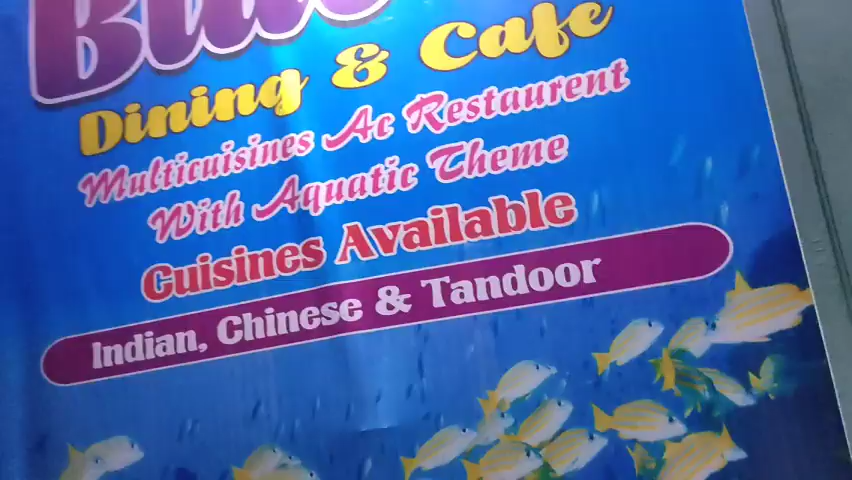 Dining & Cafe
Multicuisines Ac Restaurent
With Aquatic Theme
Cuisines Available
Indian, Chinese & Tandoor